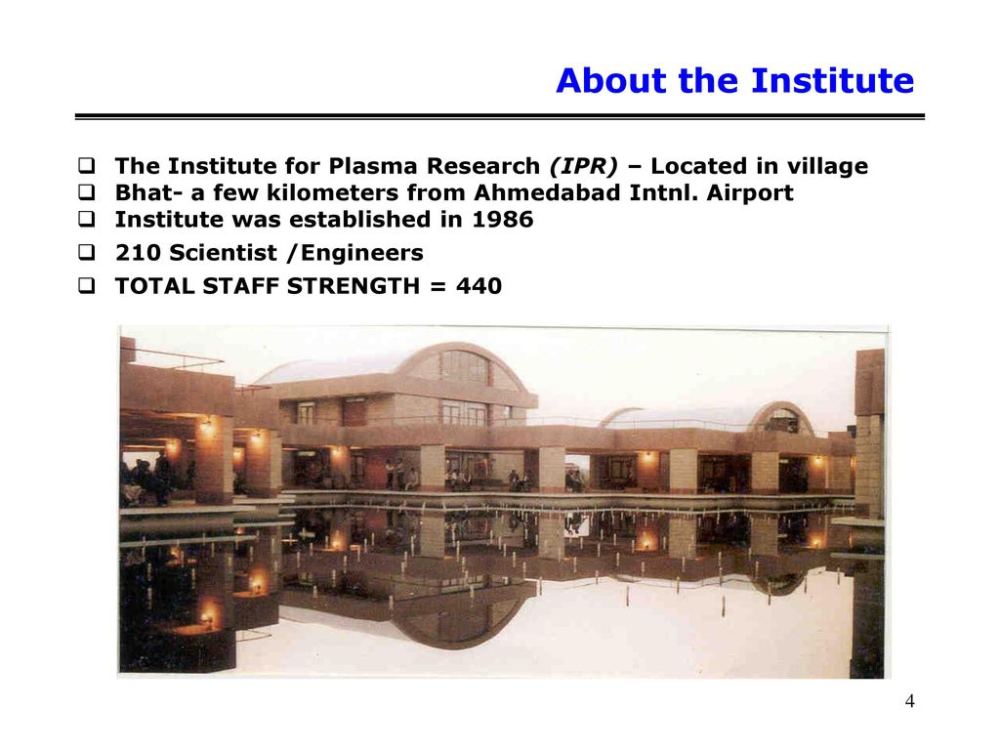 About the Institute
❑ The Institute for Plasma Research (IPR) – Located in village
❑ Bhat- a few kilometers from Ahmedabad Intnl. Airport
❑ Institute was established in 1986
❑ 210 Scientist /Engineers
❑ TOTAL STAFF STRENGTH = 440
4